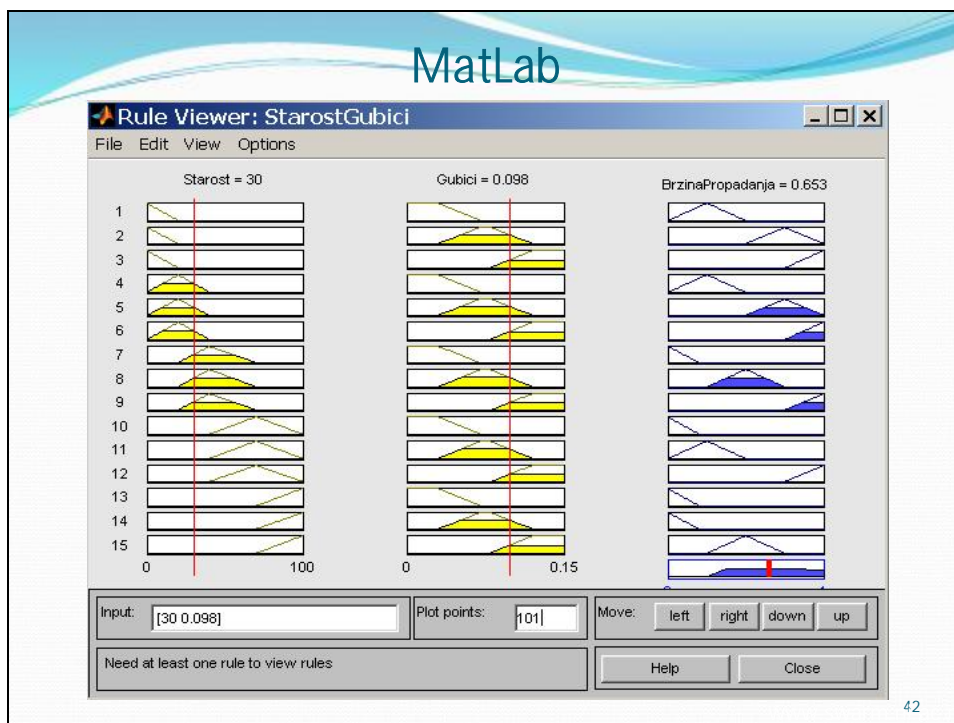 MatLab
Rule Viewer: StarostGubici
File Edit View Options
Starost = 30 Gubici = 0.098 BrzinaPropadanja = 0.653
1
2
3
4
5
6
7
8
9
10
11
12
13
14
15
0 100 0 0.15
Input: [30 0.098] Plot points: 101 Move: left right down up
Need at least one rule to view rules Help Close
42